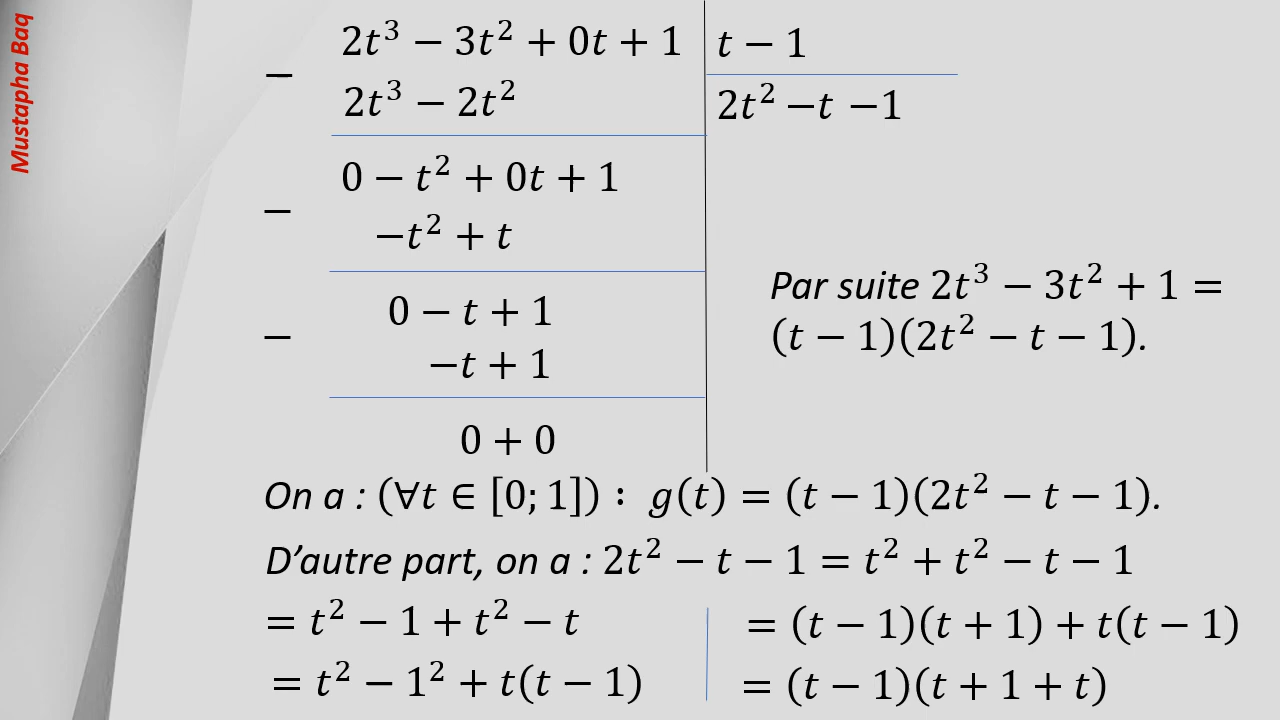 Mustapha Baq
2t³ − 3t² + 0t + 1
t − 1
−
2t³ − 2t²
2t² −t −1
0 − t² + 0t + 1
−
−t² + t
0 − t + 1
−
−t + 1
0 + 0
Par suite 2t³ − 3t² + 1 =
(t − 1)(2t² − t − 1).
On a : (∀t ∈ [0; 1]) : g(t) = (t − 1)(2t² − t − 1).
D’autre part, on a : 2t² − t − 1 = t² + t² − t − 1
= t² − 1 + t² − t
= t² − 1² + t(t − 1)
= (t − 1)(t + 1) + t(t − 1)
= (t − 1)(t + 1 + t)